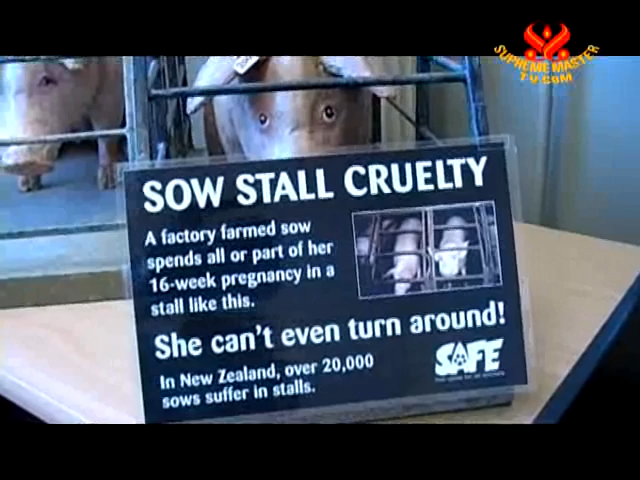 SUPREME MASTER
TV.COM
SOW STALL CRUELTY
A factory farmed sow
spends all or part of her
16-week pregnancy in a
stall like this.
She can't even turn around!
In New Zealand, over 20,000
sows suffer in stalls.
SAFE